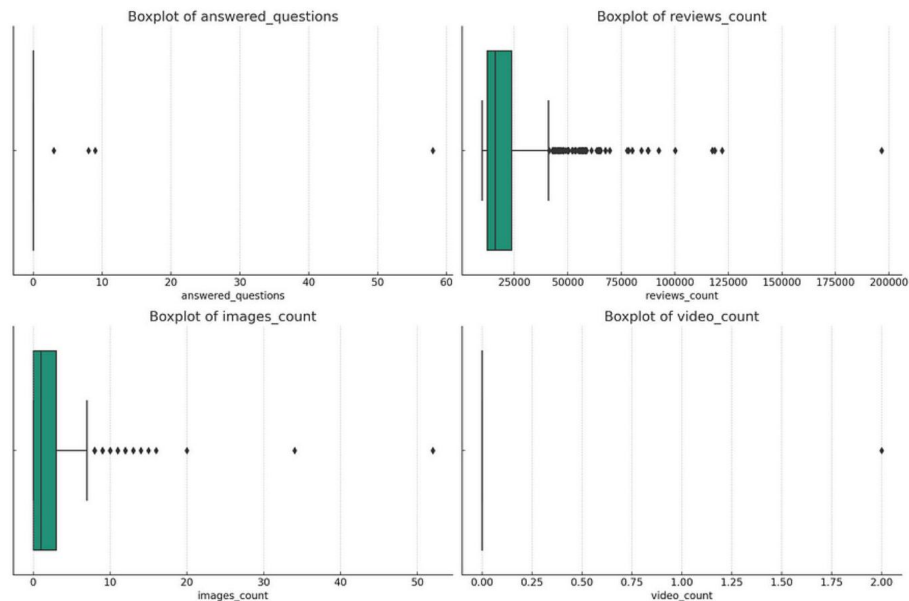 Boxplot of answered_questions
0 10 20 30 40 50 60
answered_questions
Boxplot of reviews_count
25000 50000 75000 100000 125000 150000 175000 200000
reviews_count
Boxplot of images_count
0 10 20 30 40 50
images_count
Boxplot of video_count
0.00 0.25 0.50 0.75 1.00 1.25 1.50 1.75 2.00
video_count